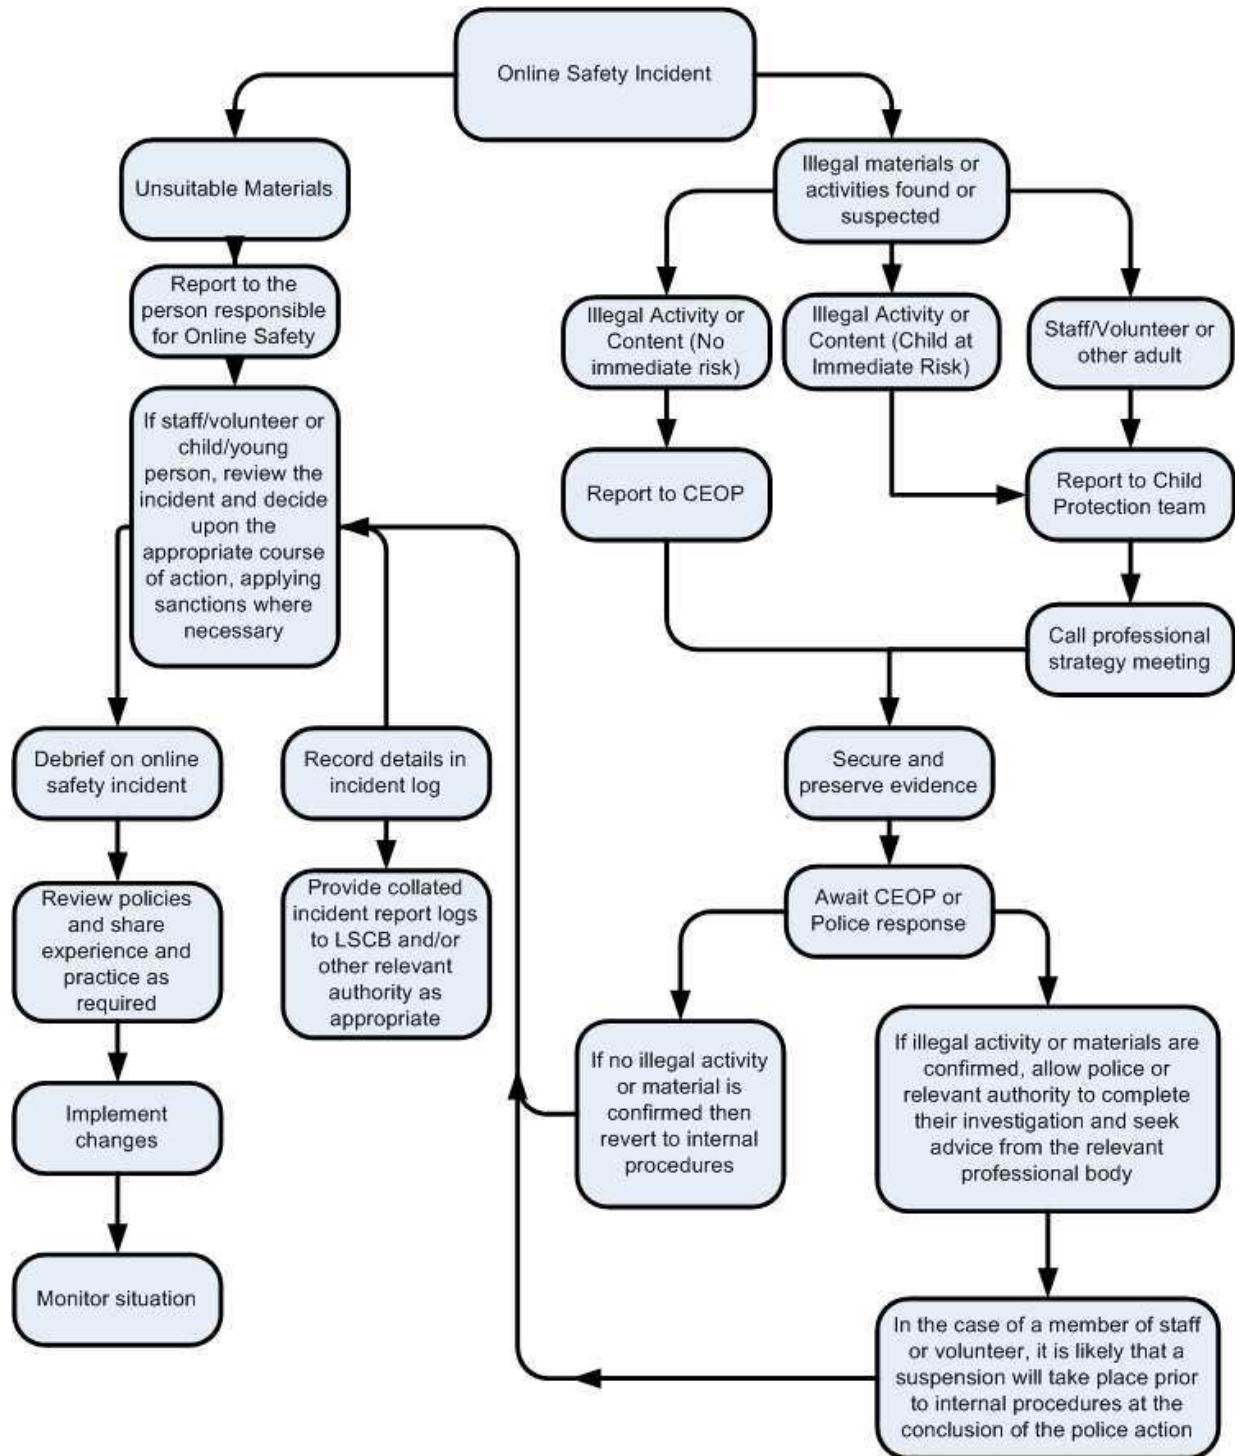 Online Safety Incident
Unsuitable Materials
Illegal materials or
activities found or
suspected
Report to the
person responsible
for Online Safety
Illegal Activity or
Content (No
immediate risk)
Illegal Activity or
Content (Child at
Immediate Risk)
Staff/Volunteer or
other adult
If staff/volunteer or
child/young
person, review the
incident and decide
upon the
appropriate course
of action, applying
sanctions where
necessary
Report to CEOP
Report to Child
Protection team
Call professional
strategy meeting
Debrief on online
safety incident
Record details in
incident log
Secure and
preserve evidence
Review policies
and share
experience and
practice as
required
Provide collated
incident report logs
to LSCB and/or
other relevant
authority as
appropriate
Await CEOP or
Police response
If no illegal activity
or material is
confirmed then
revert to internal
procedures
If illegal activity or materials are
confirmed, allow police or
relevant authority to complete
their investigation and seek
advice from the relevant
professional body
Implement
changes
Monitor situation
In the case of a member of staff
or volunteer, it is likely that a
suspension will take place prior
to internal procedures at the
conclusion of the police action